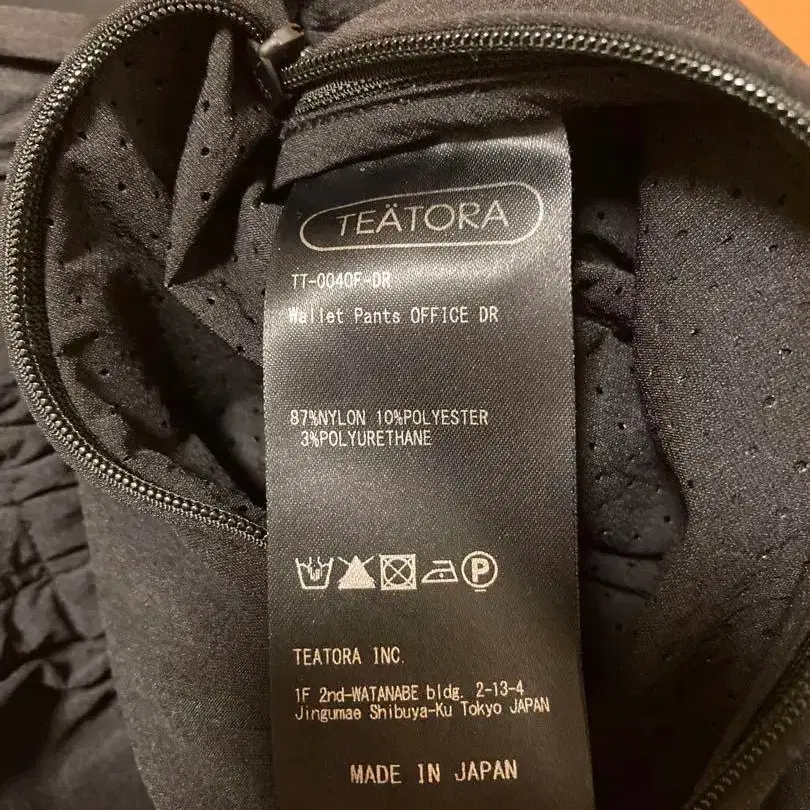 TEÄTORA
TT-0040F-DR
Wallet Pants OFFICE DR
87%NYLON 10%POLYESTER
3%POLYURETHANE
P
TEATORA INC.
1F 2nd-WATANABE bldg. 2-13-4
Jingumae Shibuya-Ku Tokyo JAPAN
MADE IN JAPAN